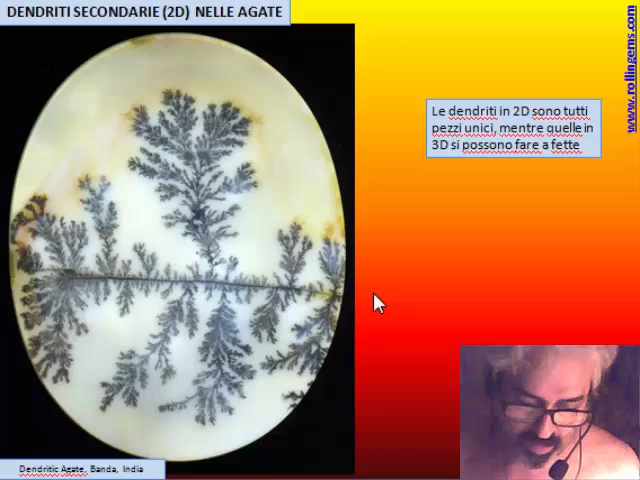 DENDRITI SECONDARIE (2D) NELLE AGATE
www.rollingems.com
Le dendriti in 2D sono tutti
pezzi unici, mentre quelle in
3D si possono fare a fette
Dendritic Agate, Banda, India